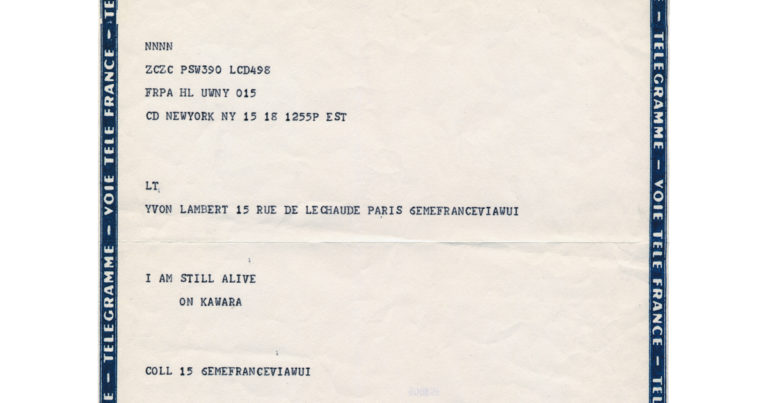 NNNN
ZCZC PSW390 LCD498
FRPA HL UWNY 015
CD NEWYORK NY 15 18 1255P EST
LT
YVON LAMBERT 15 RUE DE LECHAUDE PARIS 6EMEFRANCEVIAWUI
I AM STILL ALIVE
ON KAWARA
COLL 15 6EMEFRANCEVIAWUI
E — TELEGRAMME — VOIE TELE FRANCE — TE
— TELEGRAMME — VOIE TELE FRANCE — TEL